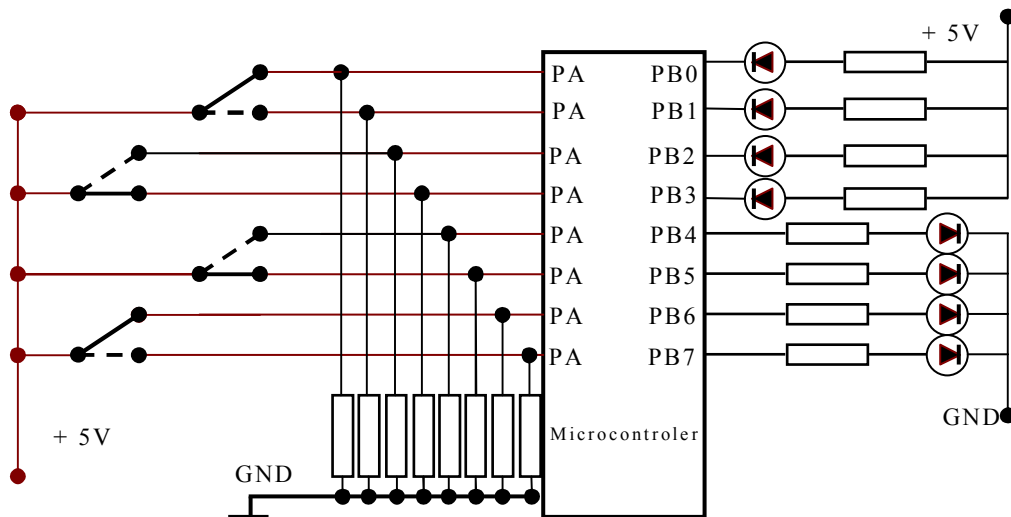 + 5V
PA PB0
PA PB1
PA PB2
PA PB3
PA PB4
PA PB5
PA PB6
PA PB7
GND
+ 5V
Microcontroler
GND